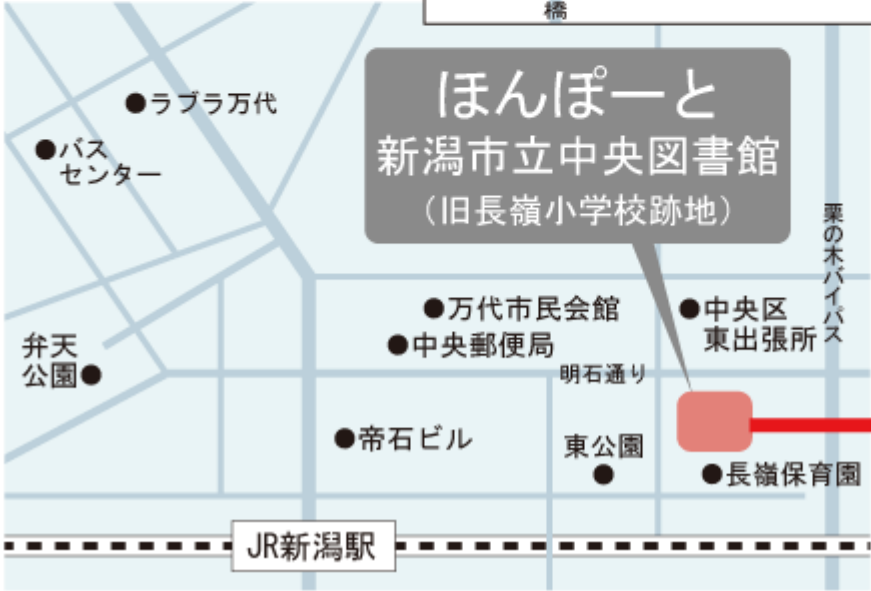 橋
ほんぽーと
新潟市立中央図書館
（旧長嶺小学校跡地）
●ラブラ万代
●バス
センター
栗の木バイパス
●万代市民会館
●中央区
東出張所
●中央郵便局
弁天
公園●
明石通り
●帝石ビル
東公園
●
●長嶺保育園
JR新潟駅